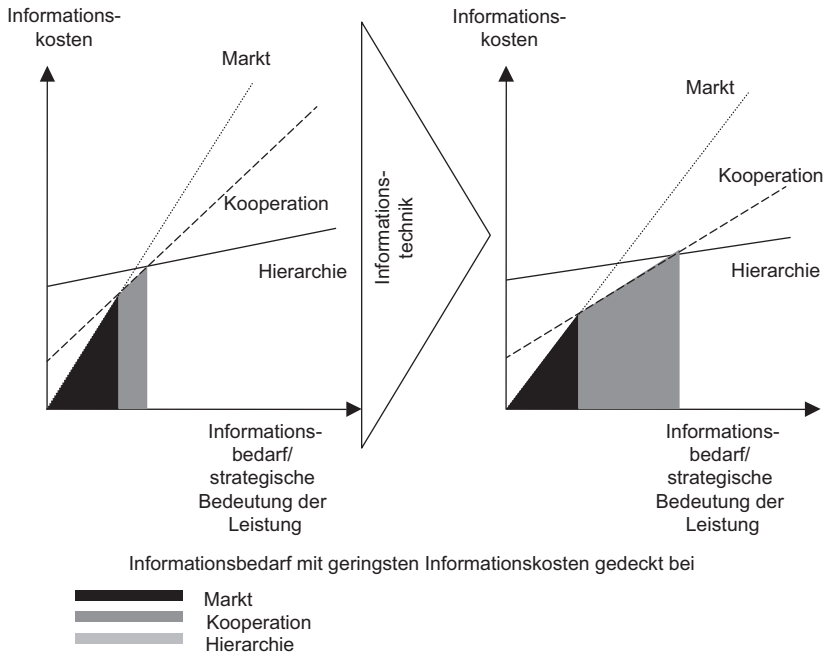 Informations-
kosten
Markt
Kooperation
Hierarchie
Informations-
bedarf/
strategische
Bedeutung der
Leistung
Informations-
technik
Informations-
kosten
Markt
Kooperation
Hierarchie
Informations-
bedarf/
strategische
Bedeutung der
Leistung
Informationsbedarf mit geringsten Informationskosten gedeckt bei
Markt
Kooperation
Hierarchie